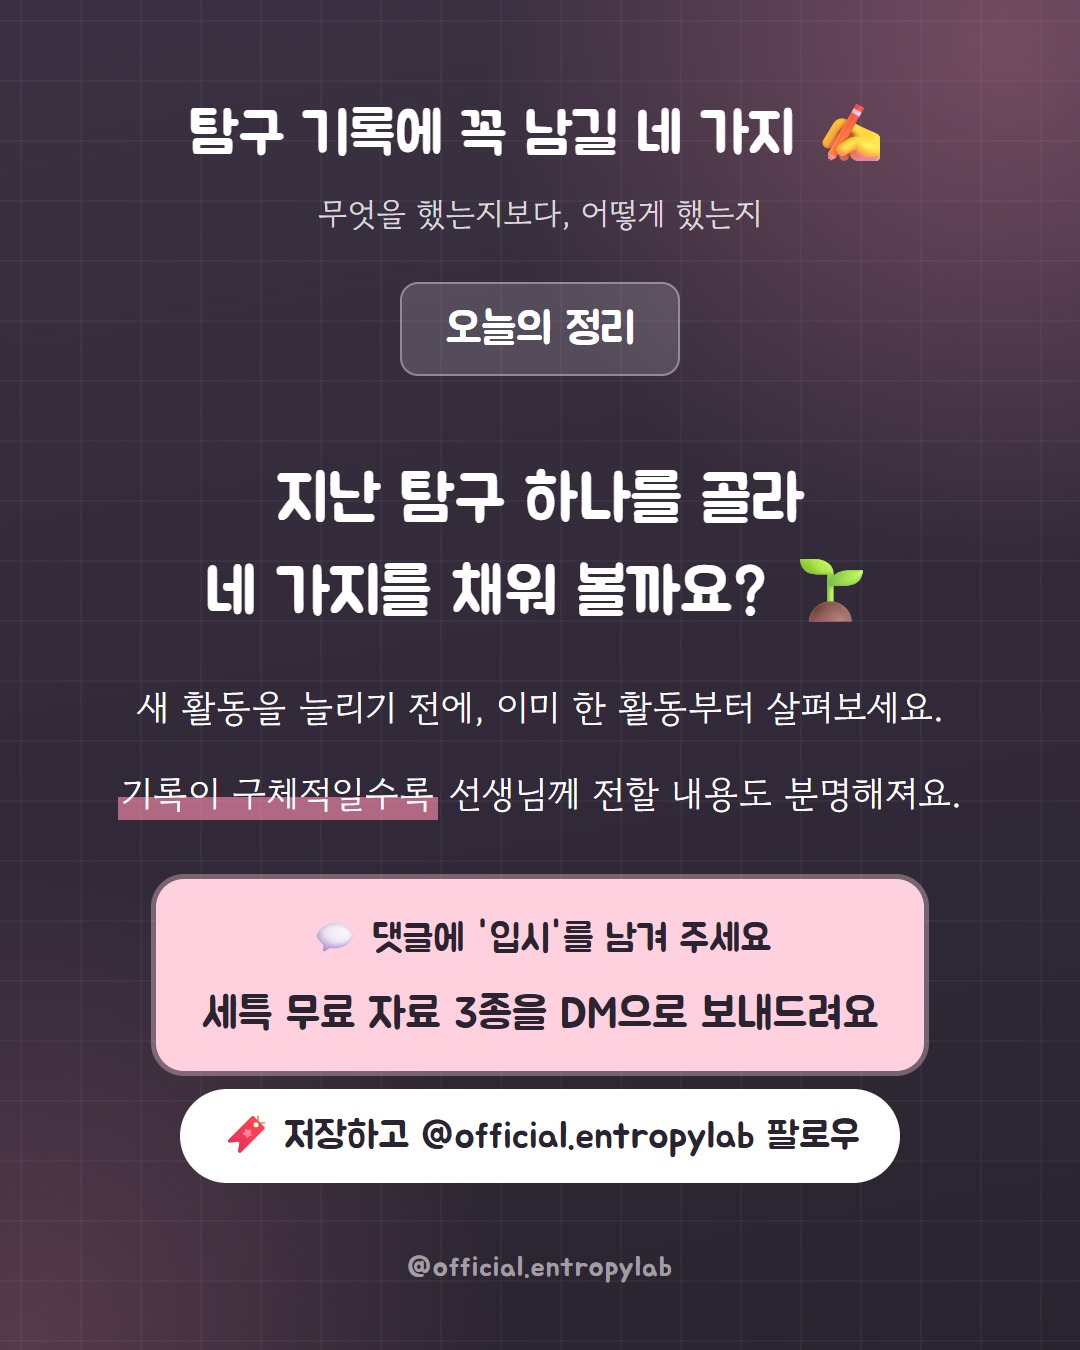 탐구 기록에 꼭 남길 네 가지 ✍️
무엇을 했는지보다, 어떻게 했는지
오늘의 정리
지난 탐구 하나를 골라
네 가지를 채워 볼까요? 🌱
새 활동을 늘리기 전에, 이미 한 활동부터 살펴보세요.
기록이 구체적일수록 선생님께 전할 내용도 분명해져요.
💬 댓글에 '입시'를 남겨 주세요
세특 무료 자료 3종을 DM으로 보내드려요
🔖 저장하고 @official.entropylab 팔로우
@official.entropylab